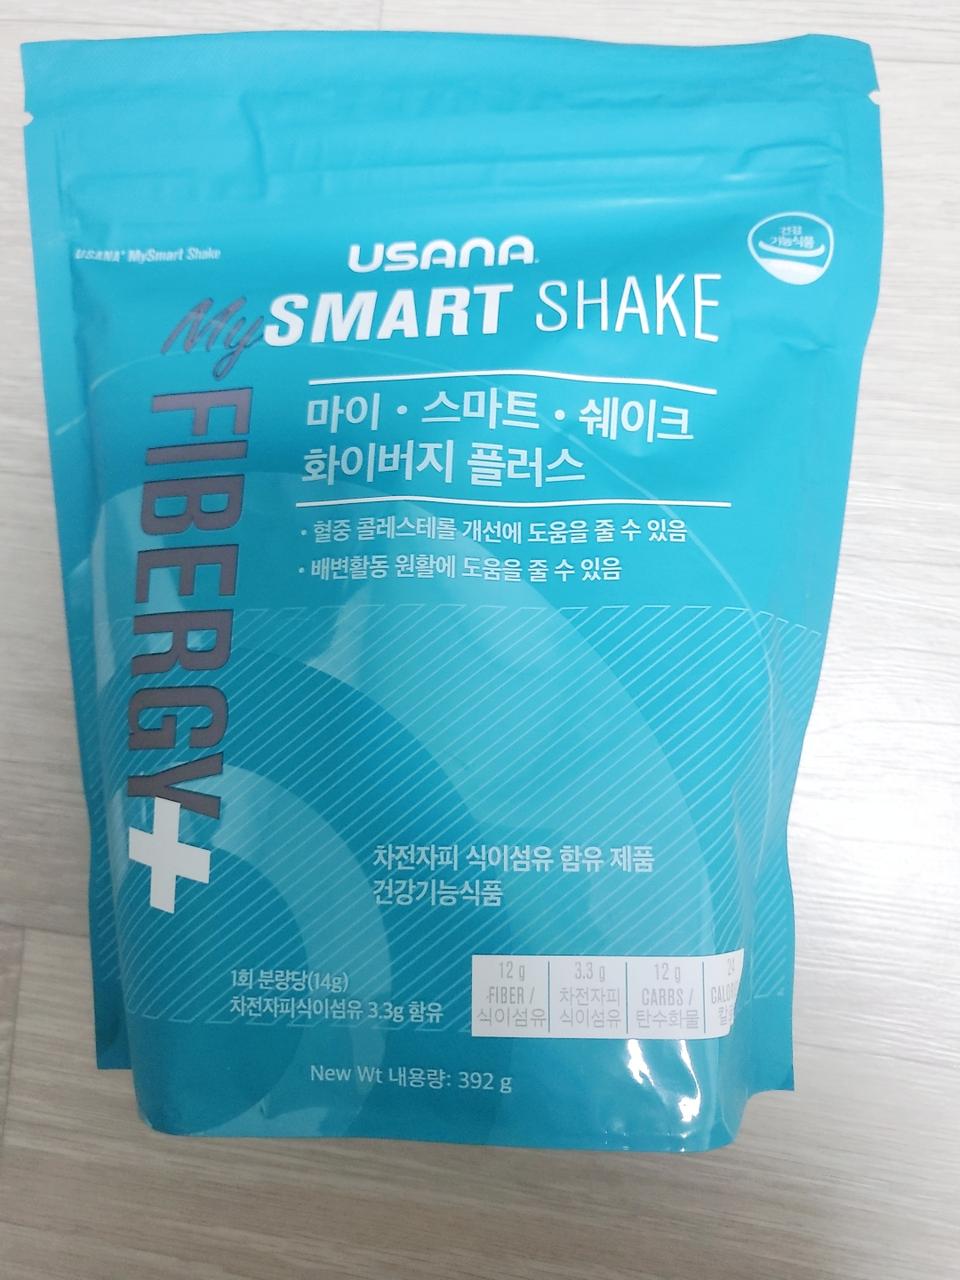 USANA® MySmart Shake
USANA
건강
기능식품
My SMART SHAKE
FIBERGY+
마이・스마트・쉐이크
화이버지 플러스
• 혈중 콜레스테롤 개선에 도움을 줄 수 있음
• 배변활동 원활에 도움을 줄 수 있음
차전자피 식이섬유 함유 제품
건강기능식품
1회 분량당(14g)
차전자피식이섬유 3.3g 함유
12 g 3.3 g 12 g 24
FIBER / 차전자피 CARBS /
식이섬유 식이섬유 탄수화물
New Wt 내용량: 392 g